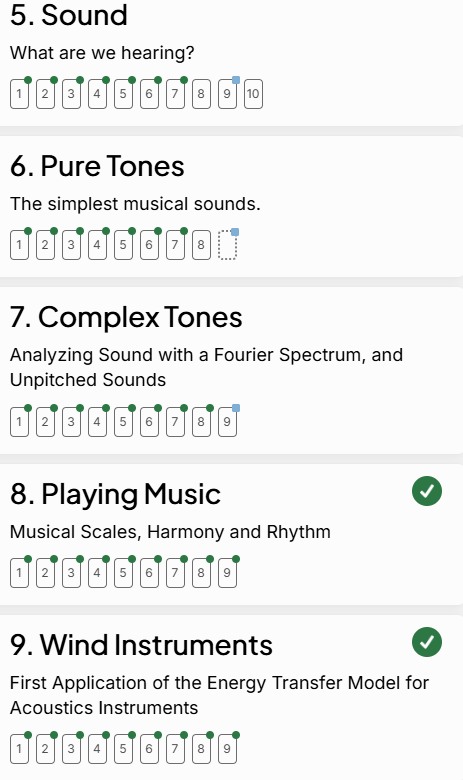 5. Sound
What are we hearing?
1 2 3 4 5 6 7 8 9 10
6. Pure Tones
The simplest musical sounds.
1 2 3 4 5 6 7 8
7. Complex Tones
Analyzing Sound with a Fourier Spectrum, and
Unpitched Sounds
1 2 3 4 5 6 7 8 9
8. Playing Music
Musical Scales, Harmony and Rhythm
1 2 3 4 5 6 7 8 9
9. Wind Instruments
First Application of the Energy Transfer Model for
Acoustics Instruments
1 2 3 4 5 6 7 8 9